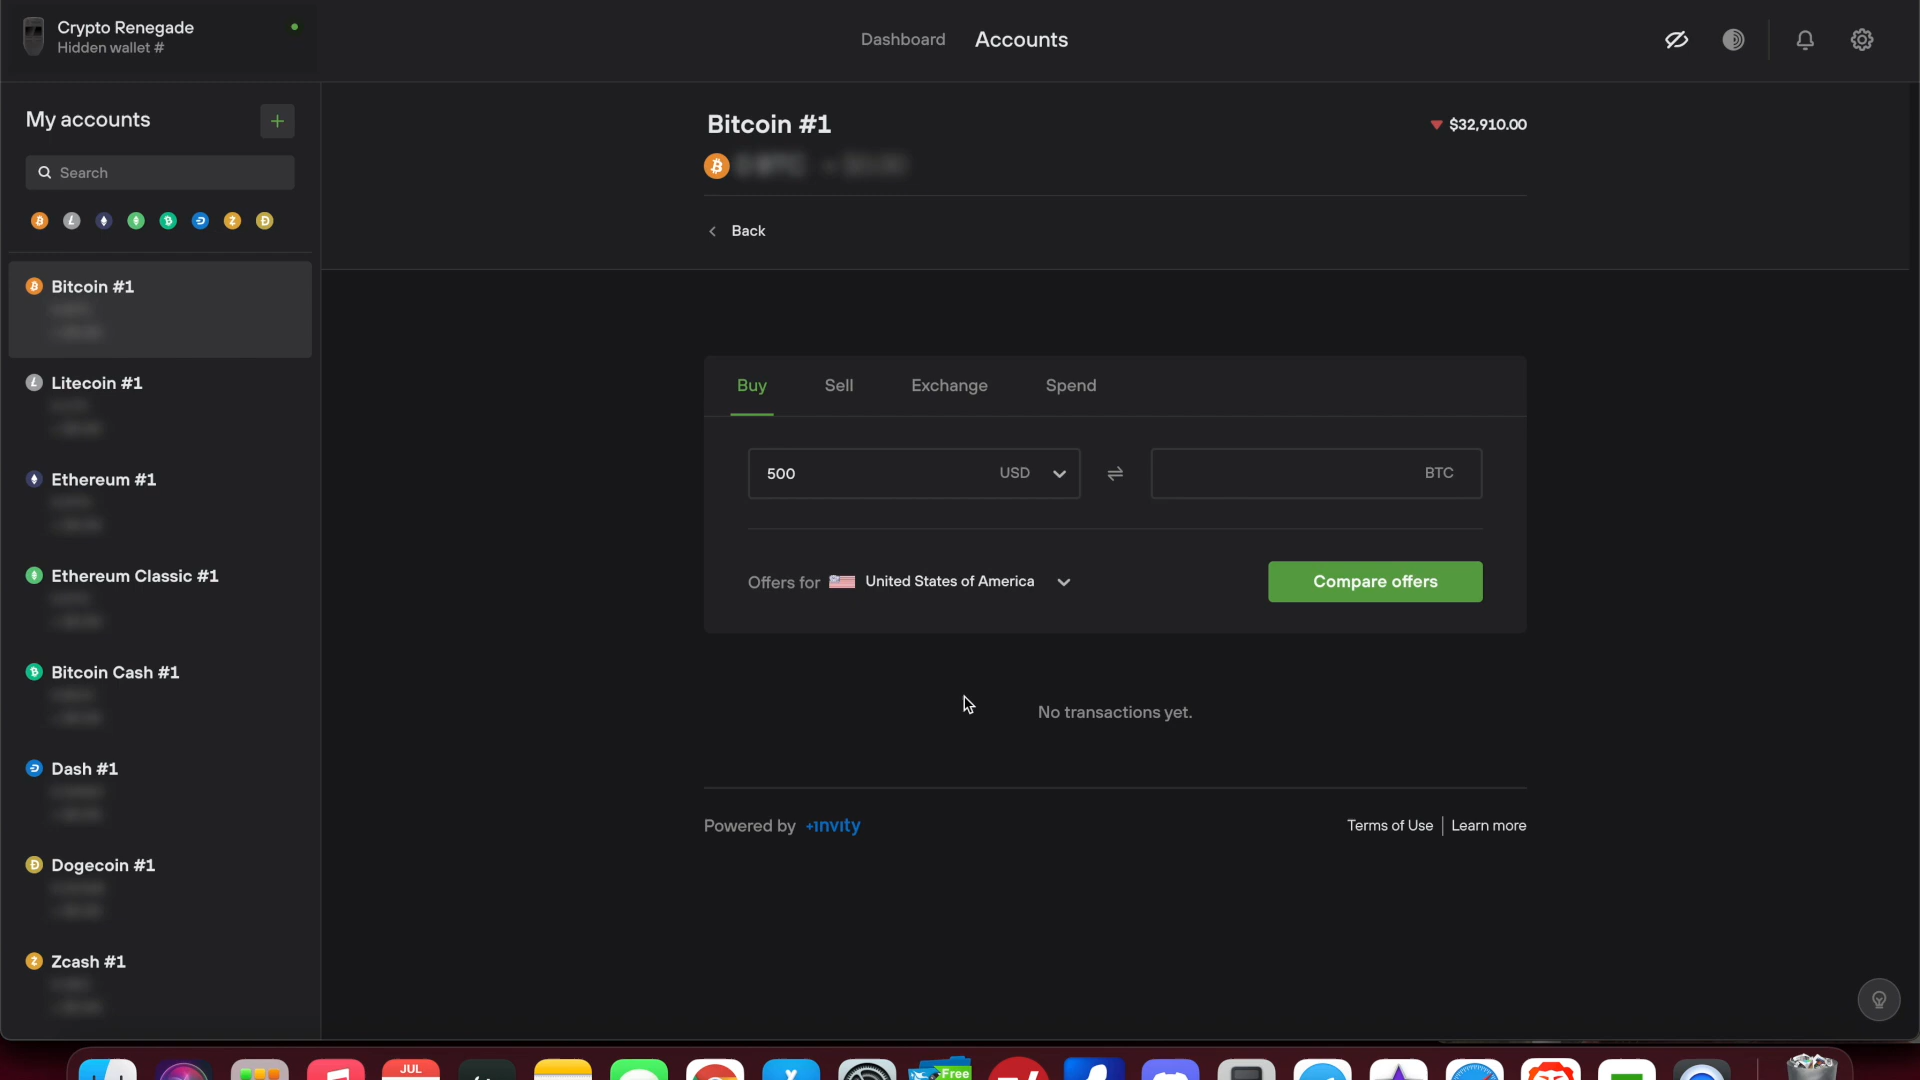 Crypto Renegade
Hidden wallet #
Dashboard
Accounts
My accounts
Search
Bitcoin #1
Litecoin #1
Ethereum #1
Ethereum Classic #1
Bitcoin Cash #1
Dash #1
Dogecoin #1
Zcash #1
Bitcoin #1
$32,910.00
Back
Buy
Sell
Exchange
Spend
500
USD
BTC
Offers for
United States of America
Compare offers
No transactions yet.
Powered by
invity
Terms of Use
Learn more
JUL
Free